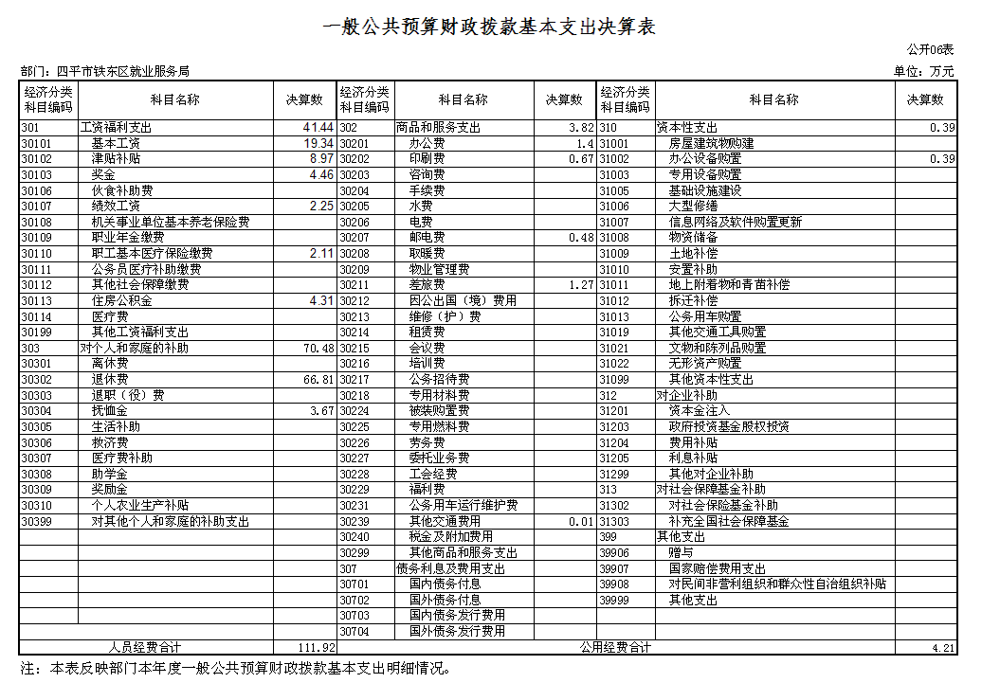 一般公共预算财政拨款基本支出决算表
公开06表
部门：四平市铁东区就业服务局 单位：万元
经济分类科目编码 科目名称 决算数 经济分类科目编码 科目名称 决算数 经济分类科目编码 科目名称 决算数
301 工资福利支出 41.44 302 商品和服务支出 3.82 310 资本性支出 0.39
30101 基本工资 19.34 30201 办公费 1.4 31001 房屋建筑物购建
30102 津贴补贴 8.97 30202 印刷费 0.67 31002 办公设备购置 0.39
30103 奖金 4.46 30203 咨询费 31003 专用设备购置
30106 伙食补助费 30204 手续费 31005 基础设施建设
30107 绩效工资 2.25 30205 水费 31006 大型修缮
30108 机关事业单位基本养老保险费 30206 电费 31007 信息网络及软件购置更新
30109 职业年金缴费 30207 邮电费 0.48 31008 物资储备
30110 职工基本医疗保险缴费 2.11 30208 取暖费 31009 土地补偿
30111 公务员医疗补助缴费 30209 物业管理费 31010 安置补助
30112 其他社会保障缴费 30211 差旅费 1.27 31011 地上附着物和青苗补偿
30113 住房公积金 4.31 30212 因公出国（境）费用 31012 拆迁补偿
30114 医疗费 30213 维修（护）费 31013 公务用车购置
30199 其他工资福利支出 30214 租赁费 31019 其他交通工具购置
303 对个人和家庭的补助 70.48 30215 会议费 31021 文物和陈列品购置
30301 离休费 30216 培训费 31022 无形资产购置
30302 退休费 66.81 30217 公务招待费 31099 其他资本性支出
30303 退职（役）费 30218 专用材料费 312 对企业补助
30304 抚恤金 3.67 30224 被装购置费 31201 资本金注入
30305 生活补助 30225 专用燃料费 31203 政府投资基金股权投资
30306 救济费 30226 劳务费 31204 费用补贴
30307 医疗费补助 30227 委托业务费 31205 利息补贴
30308 助学金 30228 工会经费 31299 其他对企业补助
30309 奖励金 30229 福利费 313 对社会保障基金补助
30310 个人农业生产补贴 30231 公务用车运行维护费 31302 对社会保险基金补助
30399 对其他个人和家庭的补助支出 30239 其他交通费用 0.01 31303 补充全国社会保障基金
30240 税金及附加费用 399 其他支出
30299 其他商品和服务支出 39906 赠与
307 债务利息及费用支出 39907 国家赔偿费用支出
30701 国内债务付息 39908 对民间非营利组织和群众性自治组织补贴
30702 国外债务付息 39999 其他支出
30703 国内债务发行费用
30704 国外债务发行费用
人员经费合计 111.92 公用经费合计 4.21
注：本表反映部门本年度一般公共预算财政拨款基本支出明细情况。